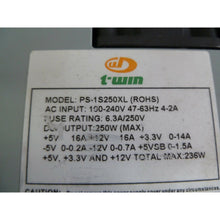 t-win
MODEL: PS-1S250XL (ROHS)
AC INPUT: 100-240V 47-63Hz 4-2A
FUSE RATING: 6.3A/250V
DC OUTPUT:250W (MAX)
+5V 16A +12V 16A +3.3V 0-14A
-5V 0-0.2A -12V 0-0.7A +5VSB 0-1.5A
+5V, +3.3V AND +12V TOTAL MAX:236W